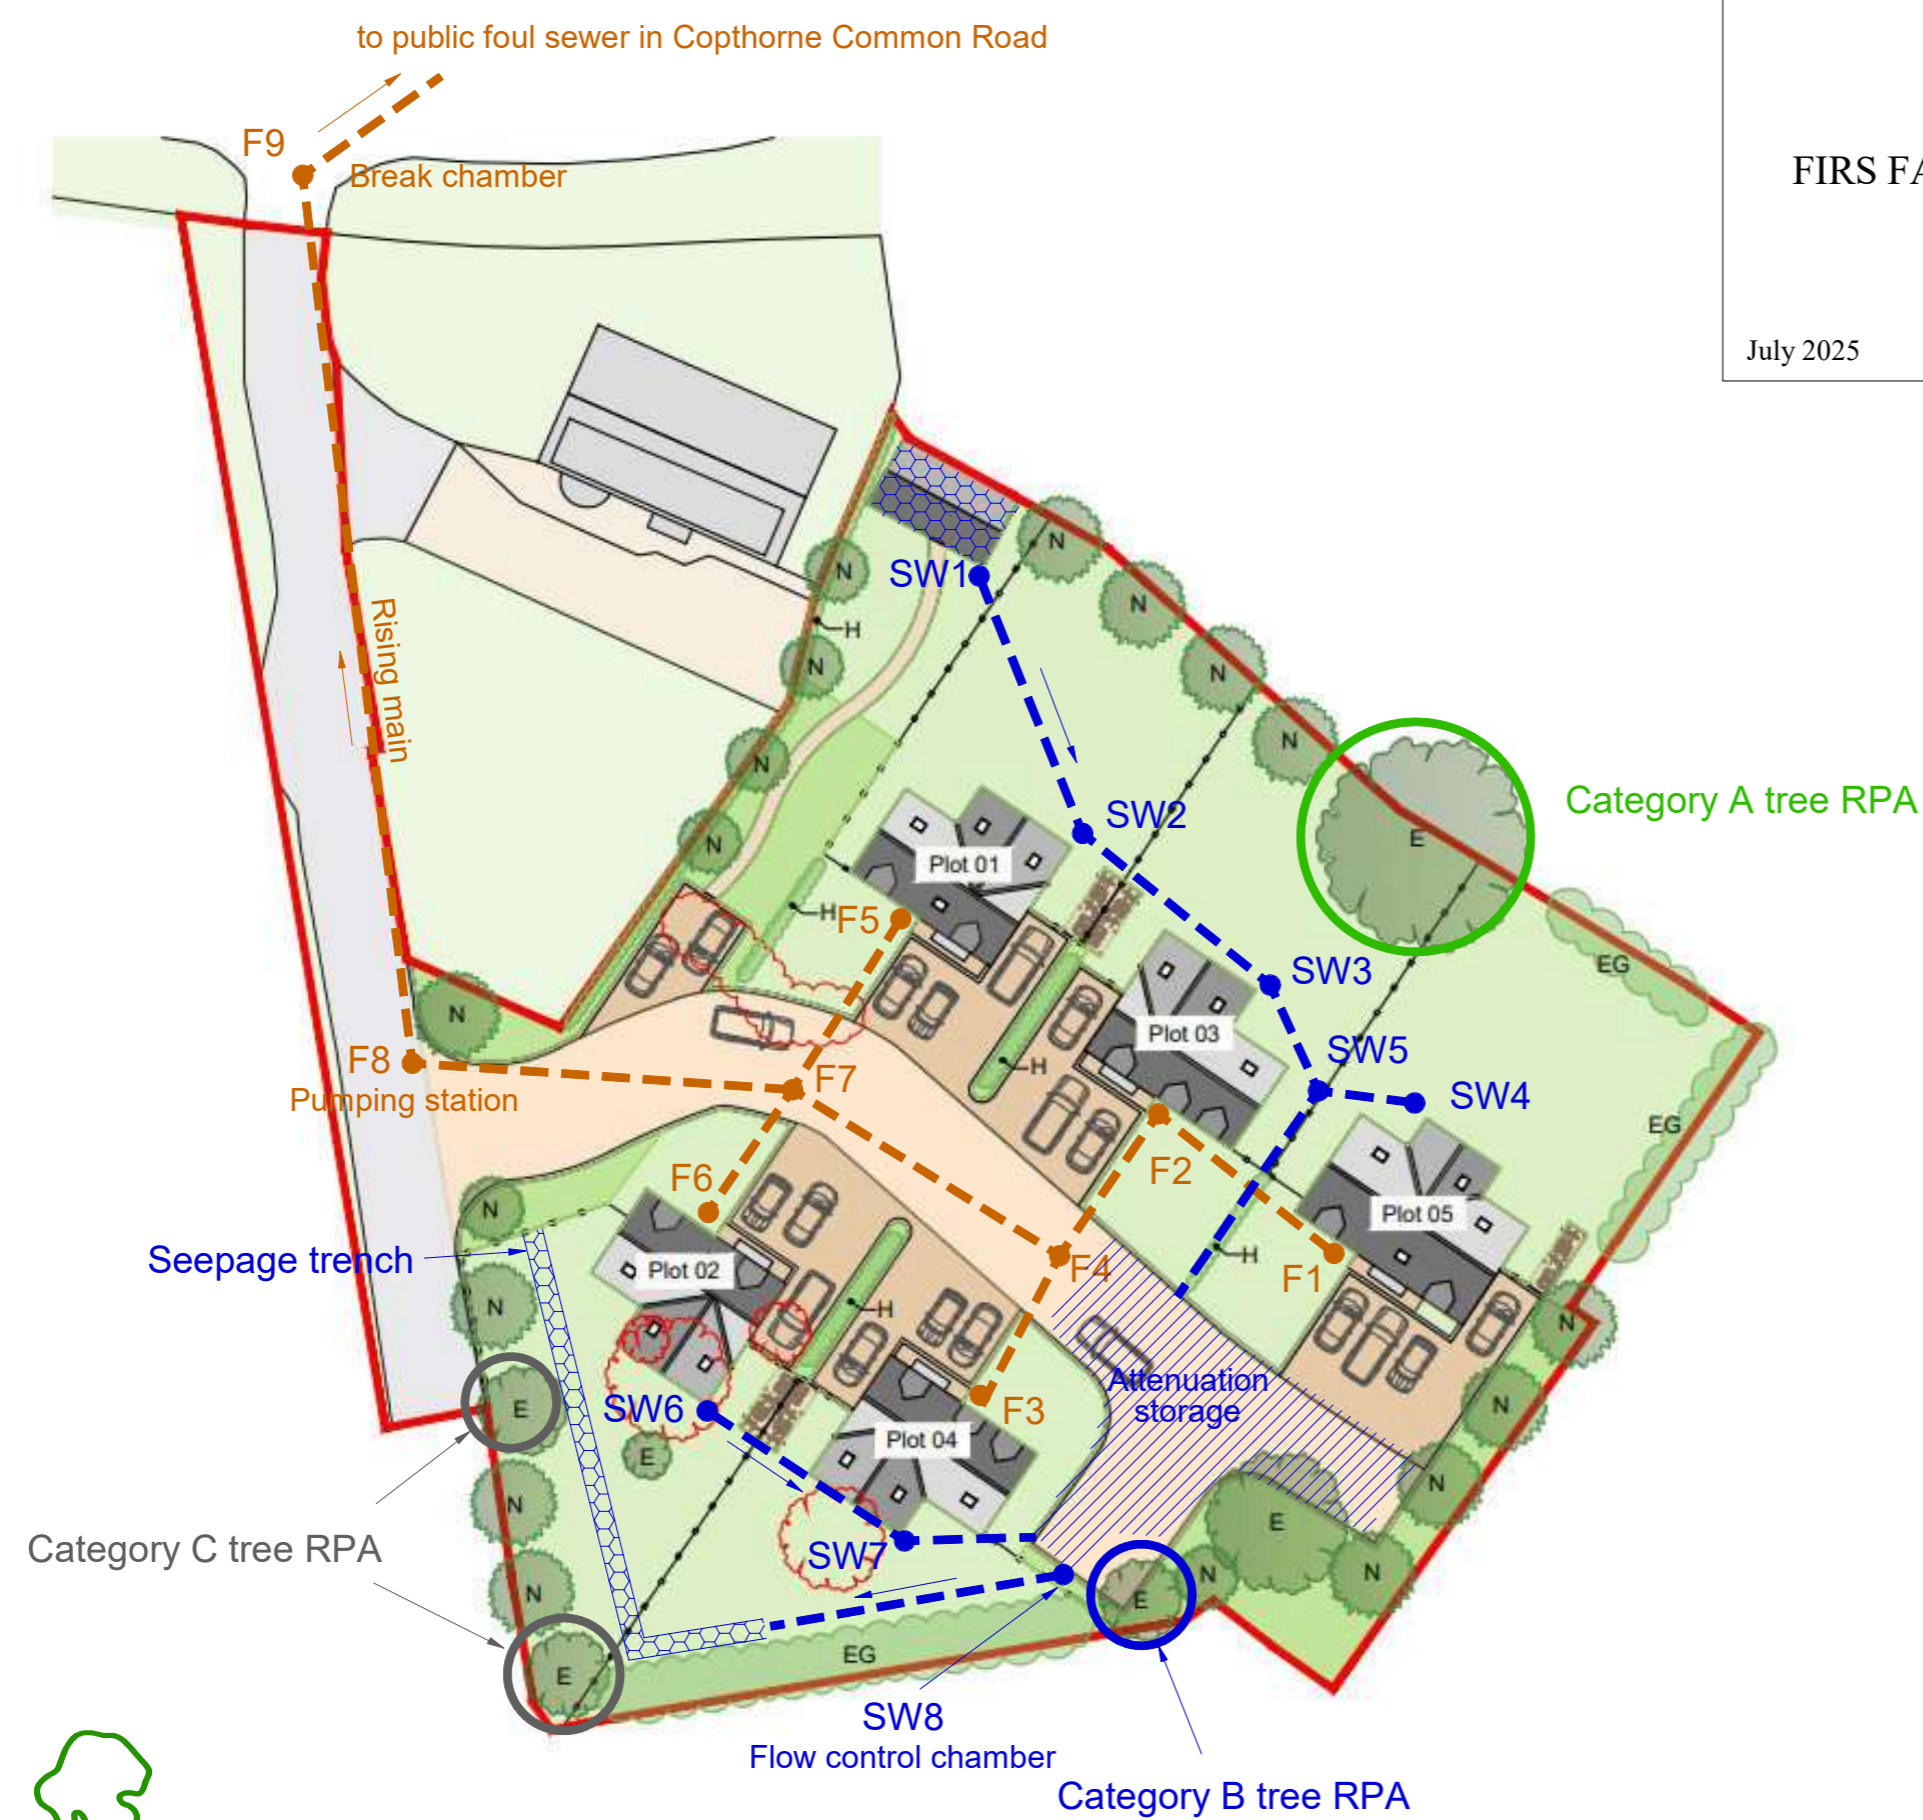 to public foul sewer in Copthorne Common Road
F9
Break chamber
FIRS FA
July 2025
Rising main
SW1
N
N
H
N
N
N
N
N
N
N
SW2
Category A tree RPA
E
Plot 01
H
F5
SW3
EG
Plot 03
N
SW5
F8
F7
H
SW4
Pumping station
EG
F2
F6
Plot 05
N
Seepage trench
Plot 02
F4
H
F1
N
H
N
Attenuation
storage
E
SW6
F3
N
Plot 04
E
N
N
E
Category C tree RPA
SW7
N
N
N
E
EG
E
SW8
Flow control chamber
Category B tree RPA